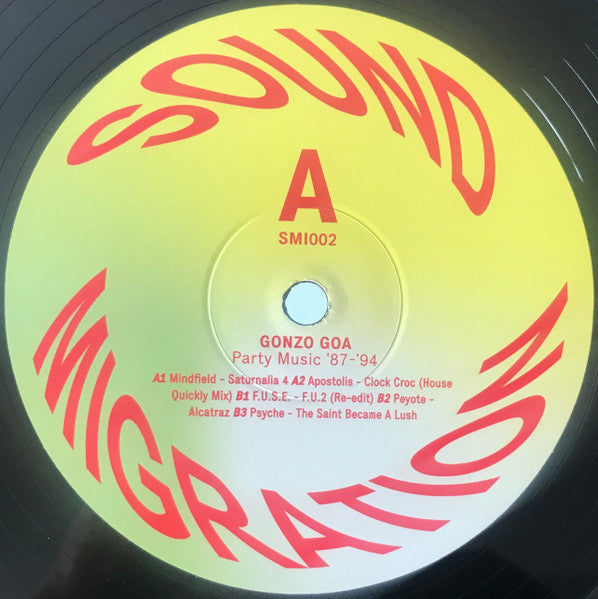 SOUND
A
SMI002
GONZO GOA
Party Music '87-'94
A1 Mindfield - Saturnalia 4 A2 Apostolis - Clock Croc (House
Quickly Mix) B1 F.U.S.E. - F.U.2 (Re-edit) B2 Peyote -
Alcatraz B3 Psyche - The Saint Became A Lush
MIGRATION